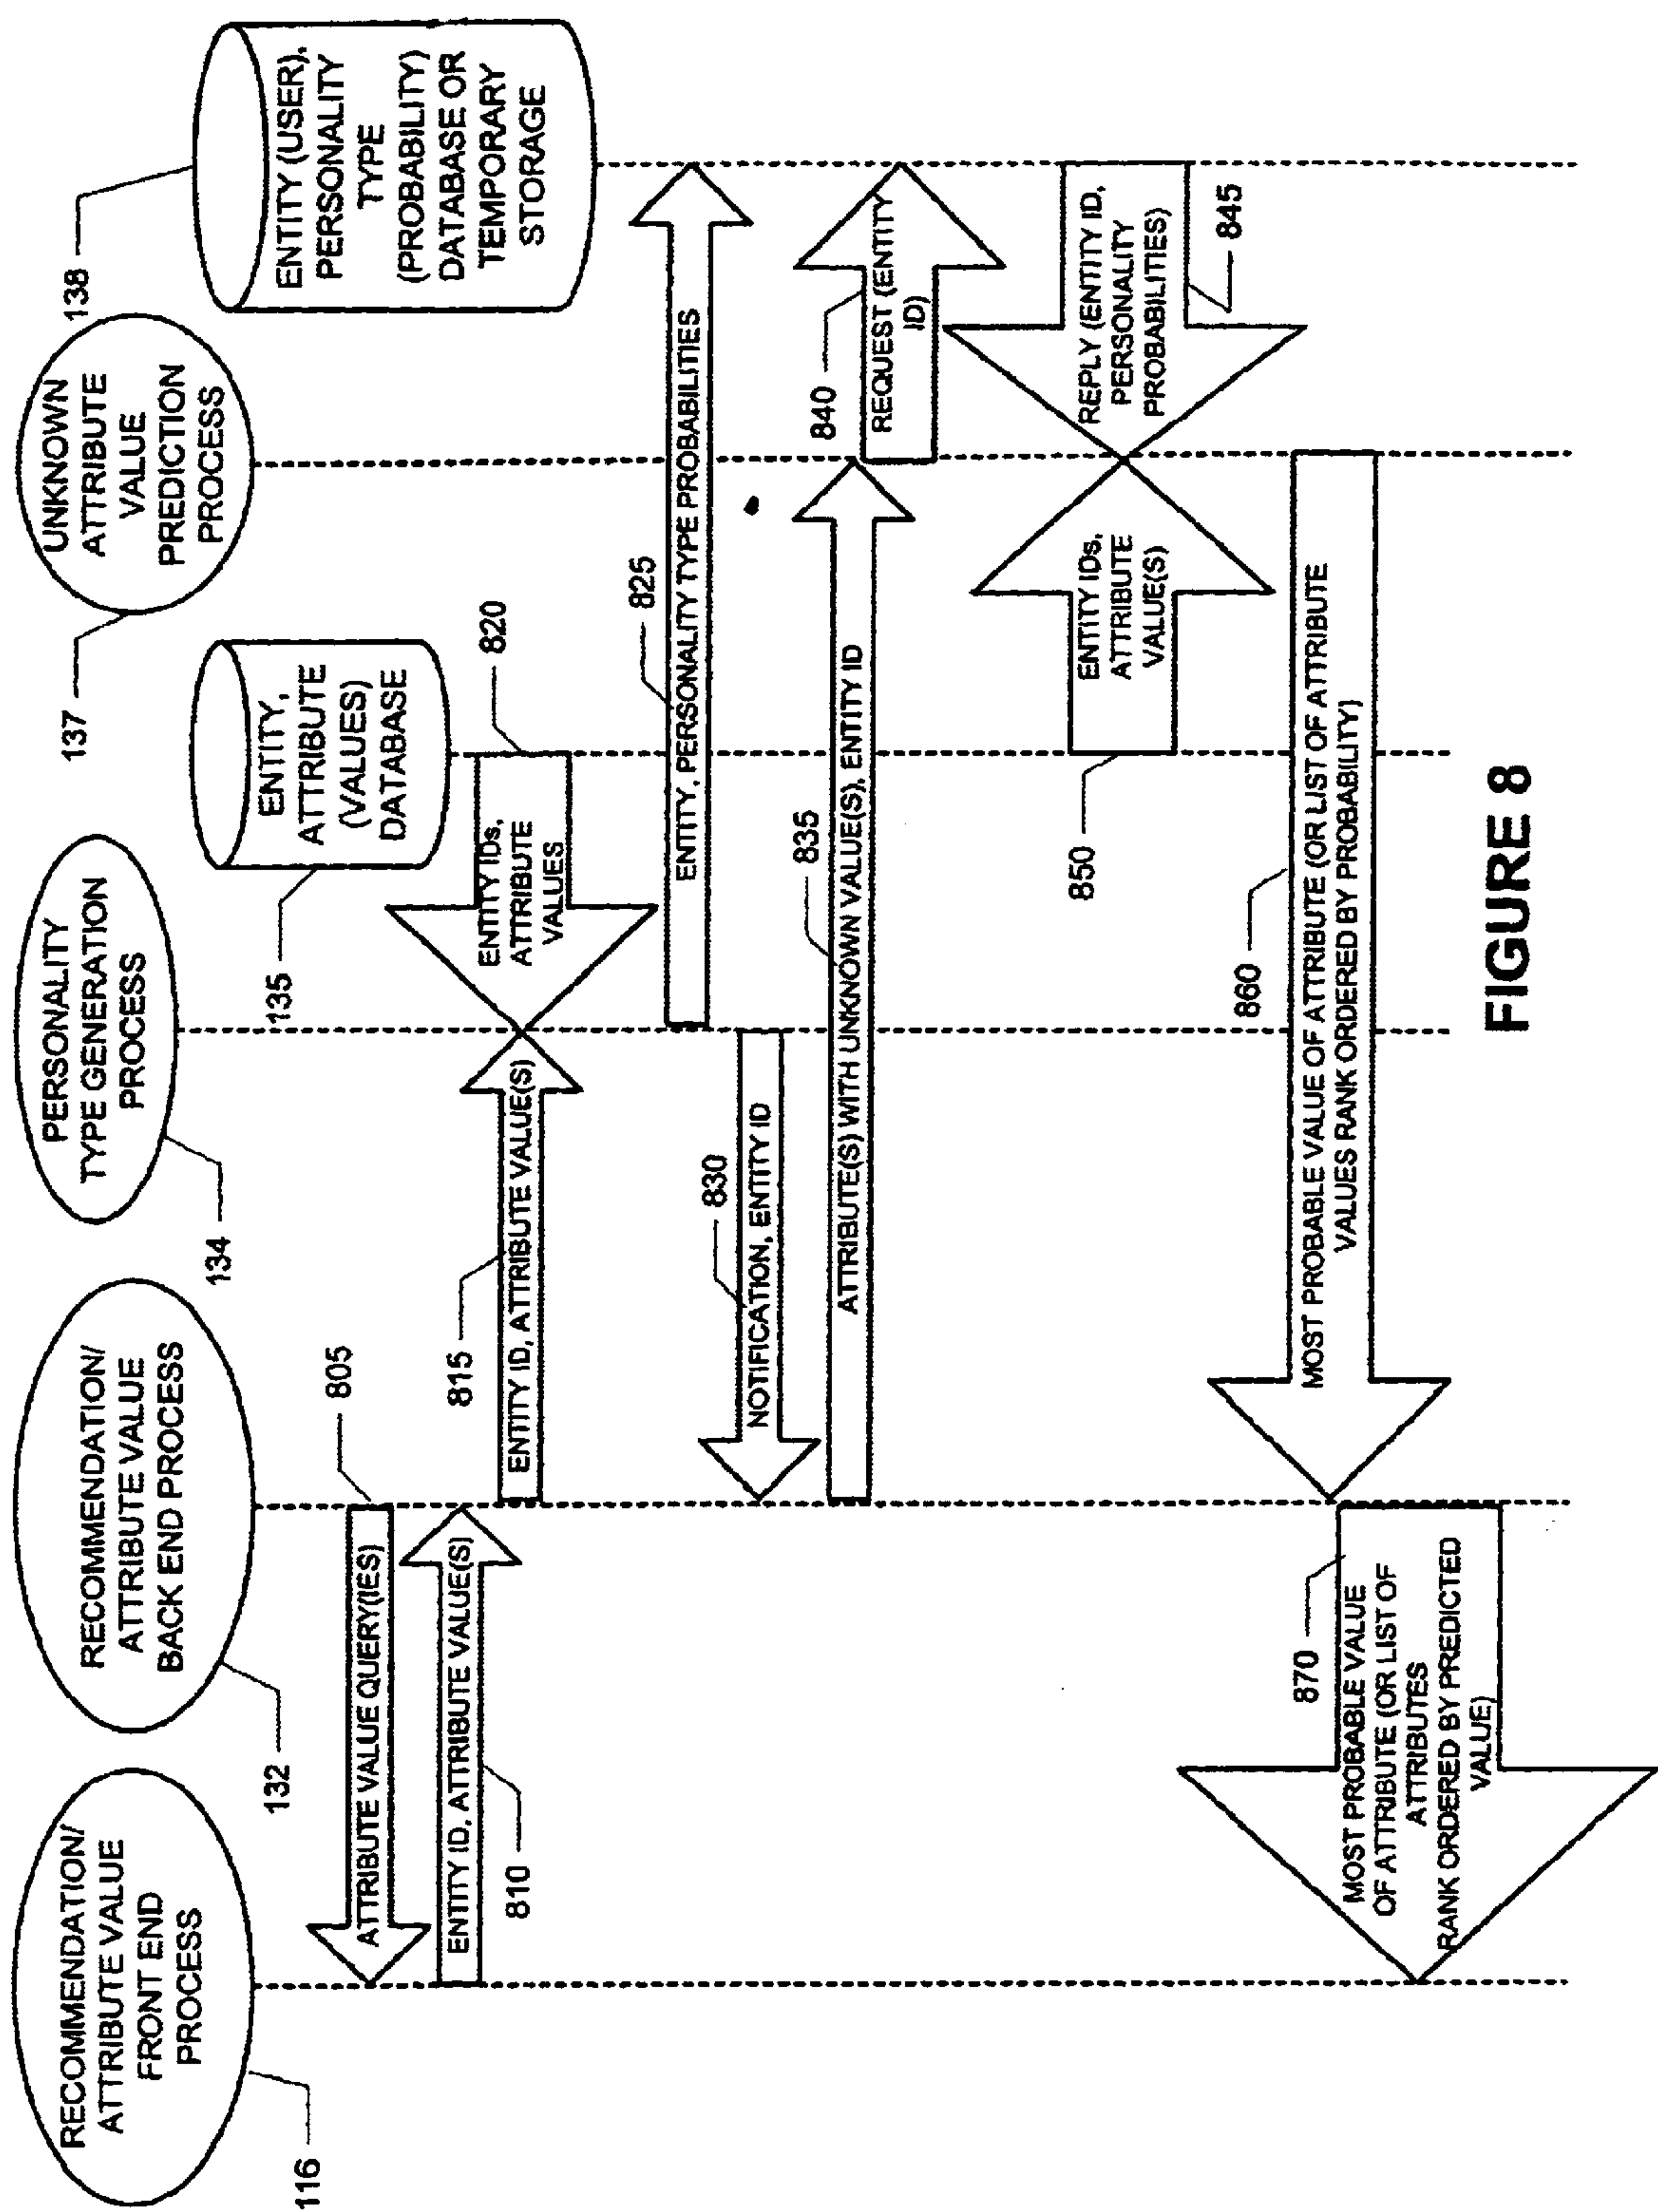 RECOMMENDATION/
ATTRIBUTE VALUE
FRONT END
PROCESS
116
RECOMMENDATION/
ATTRIBUTE VALUE
BACK END PROCESS
132
PERSONALITY
TYPE GENERATION
PROCESS
134
ENTITY,
ATTRIBUTE
(VALUES)
DATABASE
135
UNKNOWN
ATTRIBUTE
VALUE
PREDICTION
PROCESS
137
ENTITY (USER),
PERSONALITY
TYPE
(PROBABILITY)
DATABASE OR
TEMPORARY
STORAGE
138
805
ATTRIBUTE VALUE QUERY(IES)
ENTITY ID, ATTRIBUTE VALUE(S)
810
815
ENTITY ID, ATTRIBUTE VALUE(S)
820
ENTITY IDs,
ATTRIBUTE
VALUES
825
ENTITY, PERSONALITY TYPE PROBABILITIES
830
NOTIFICATION, ENTITY ID
835
ATTRIBUTE(S) WITH UNKNOWN VALUE(S), ENTITY ID
840
REQUEST (ENTITY
ID)
REPLY (ENTITY ID,
PERSONALITY
PROBABILITIES)
845
ENTITY IDs,
ATTRIBUTE
VALUE(S)
850
860
MOST PROBABLE VALUE OF ATTRIBUTE (OR LIST OF ATTRIBUTE
VALUES RANK ORDERED BY PROBABILITY)
870
MOST PROBABLE VALUE
OF ATTRIBUTE (OR LIST OF
ATTRIBUTES
RANK ORDERED BY PREDICTED
VALUE)
FIGURE 8